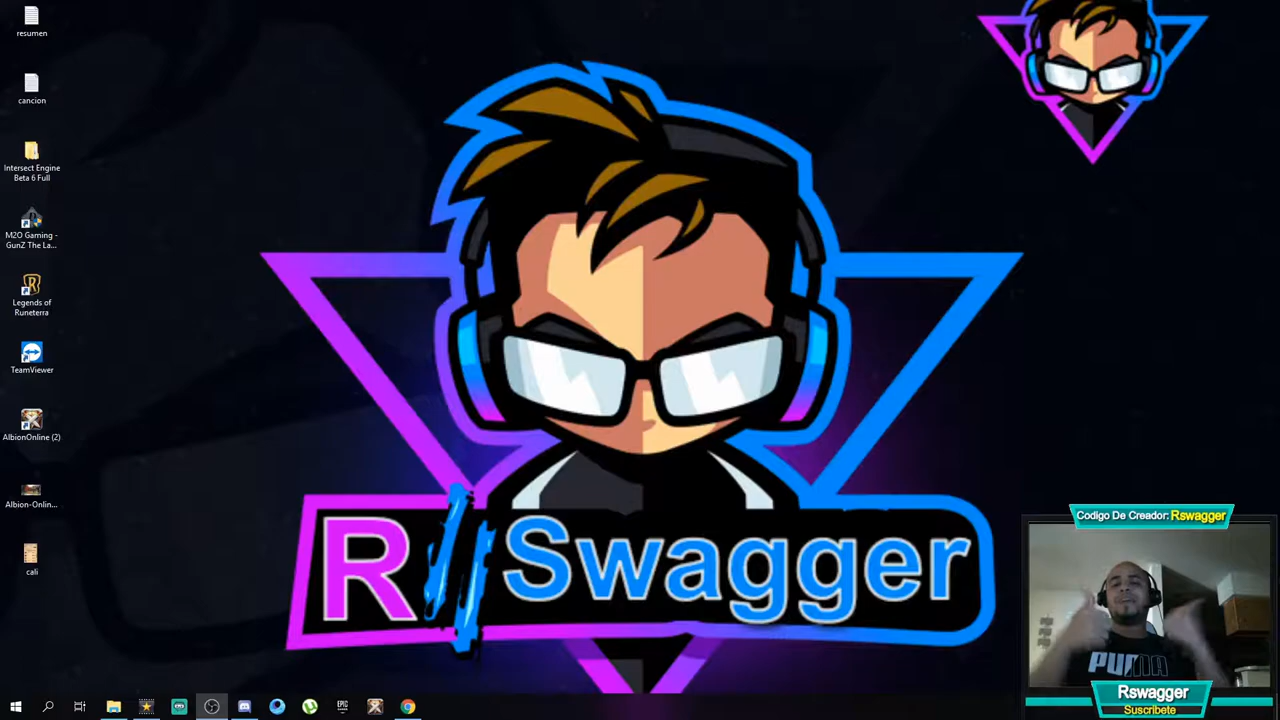 resumen
cancion
Intersect Engine
Beta 6 Full
M2O Gaming -
GunZ The La...
Legends of
Runeterra
TeamViewer
AlbionOnline (2)
Albion-Onlin...
cali
R//Swagger
Codigo De Creador: Rswagger
PUMA
Rswagger
Suscribete
EPIC